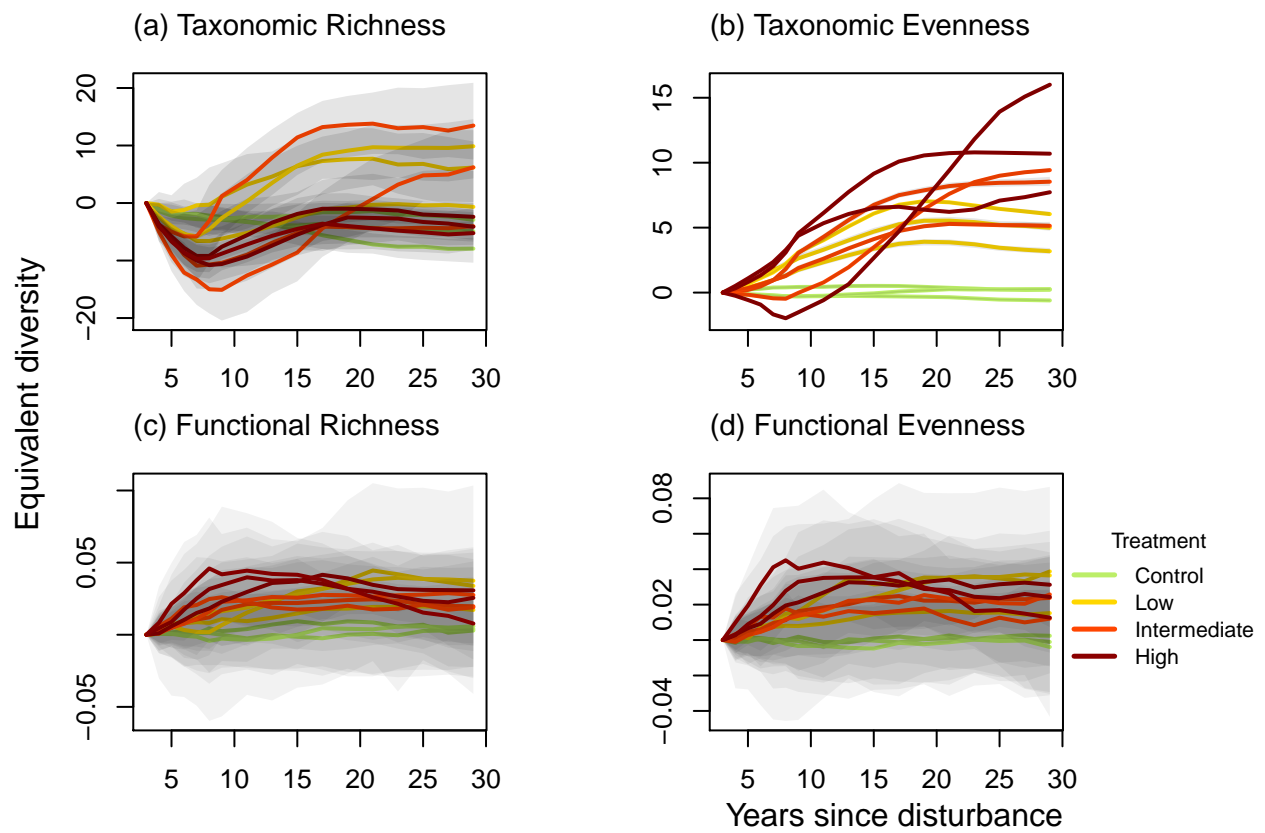 (a) Taxonomic Richness
(b) Taxonomic Evenness
20
10
0
−20
5 10 15 20 25 30
15
10
5
0
5 10 15 20 25 30
Equivalent diversity
(c) Functional Richness
(d) Functional Evenness
0.05
−0.05
5 10 15 20 25 30
0.08
0.02
−0.04
5 10 15 20 25 30
Years since disturbance
Treatment
Control
Low
Intermediate
High